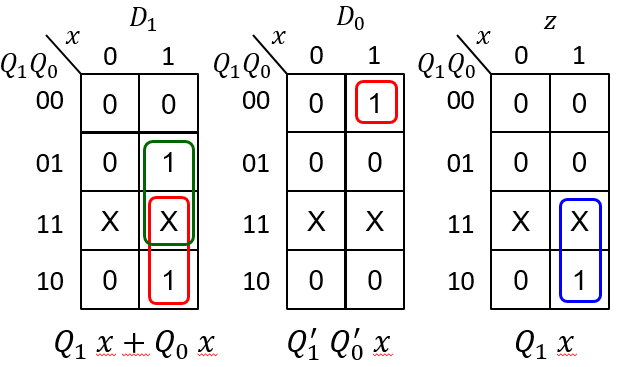 D₁ D₀ z
x x x
0 1 0 1 0 1
Q₁Q₀ Q₁Q₀ Q₁Q₀
00 0 0 00 0 1 00 0 0
01 0 1 01 0 0 01 0 0
11 X X 11 X X 11 X X
10 0 1 10 0 0 10 0 1
Q₁ x + Q₀ x Q₁′ Q₀′ x Q₁ x